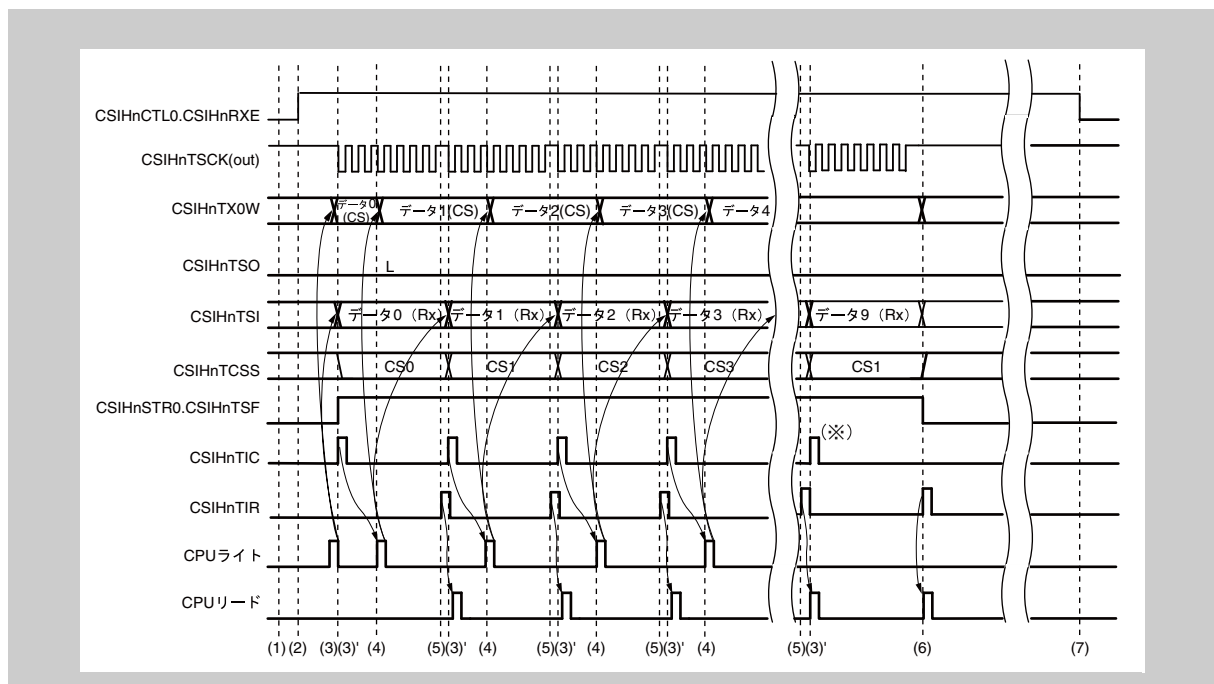 CSIHnCTL0.CSIHnRXE
CSIHnTSCK(out)
CSIHnTX0W
データ0
(CS)
データ1(CS)
データ2(CS)
データ3(CS)
データ4
CSIHnTSO
L
CSIHnTSI
データ0 (Rx)
データ1 (Rx)
データ2 (Rx)
データ3 (Rx)
データ9 (Rx)
CSIHnTCSS
CS0
CS1
CS2
CS3
CS1
CSIHnSTR0.CSIHnTSF
CSIHnTIC
(※)
CSIHnTIR
CPUライト
CPUリード
(1) (2) (3)(3)' (4) (5)(3)' (4) (5)(3)' (4) (5)(3)' (4) (5)(3)' (6) (7)